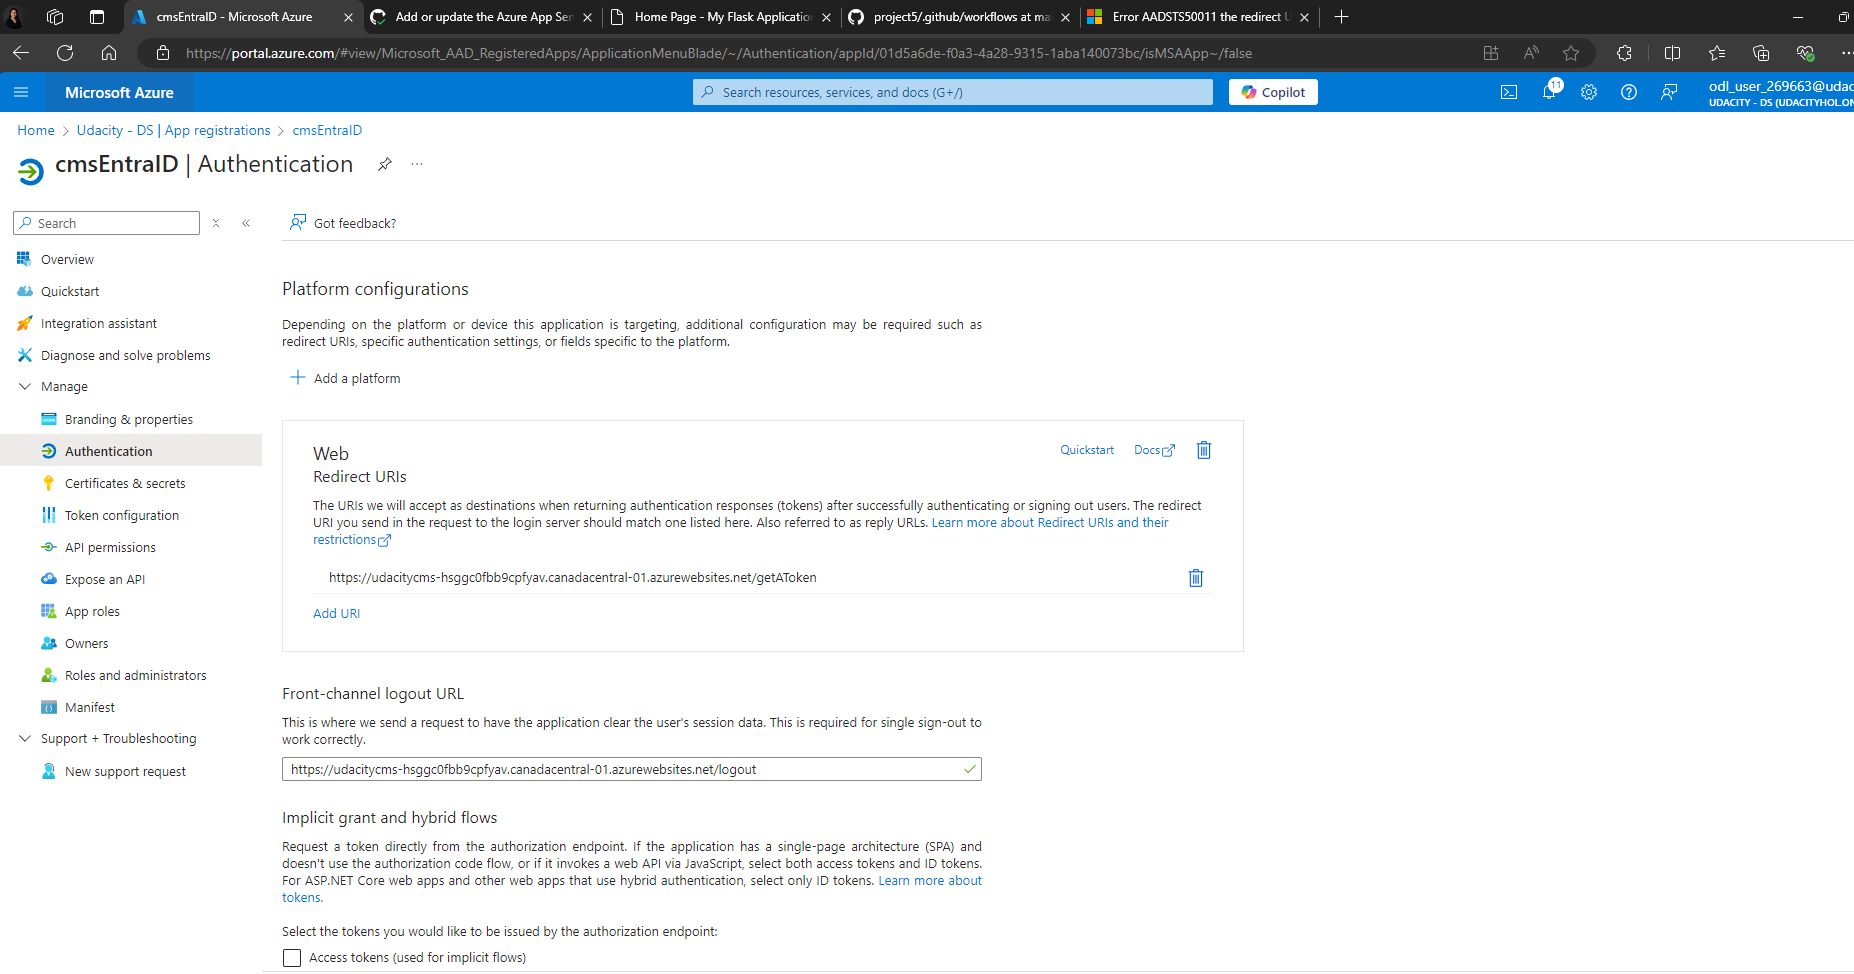 cmsEntraID - Microsoft Azure
Add or update the Azure App Ser
Home Page - My Flask Application
project5/.github/workflows at ma
Error AADSTS50011 the redirect U
https://portal.azure.com/#view/Microsoft_AAD_RegisteredApps/ApplicationMenuBlade/~/Authentication/appId/01d5a6de-f0a3-4a28-9315-1aba140073bc/isMSAApp~/false
Microsoft Azure
Search resources, services, and docs (G+/)
Copilot
11
odl_user_269663@udac
UDACITY - DS (UDACITYHOL.ON
Home > Udacity - DS | App registrations > cmsEntraID
cmsEntraID | Authentication
Search
Got feedback?
Overview
Quickstart
Integration assistant
Diagnose and solve problems
Manage
Branding & properties
Authentication
Certificates & secrets
Token configuration
API permissions
Expose an API
App roles
Owners
Roles and administrators
Manifest
Support + Troubleshooting
New support request
Platform configurations
Depending on the platform or device this application is targeting, additional configuration may be required such as
redirect URIs, specific authentication settings, or fields specific to the platform.
Add a platform
Web
Quickstart
Docs
Redirect URIs
The URIs we will accept as destinations when returning authentication responses (tokens) after successfully authenticating or signing out users. The redirect
URI you send in the request to the login server should match one listed here. Also referred to as reply URLs. Learn more about Redirect URIs and their
restrictions
https://udacitycms-hsggc0fbb9cpfyav.canadacentral-01.azurewebsites.net/getAToken
Add URI
Front-channel logout URL
This is where we send a request to have the application clear the user's session data. This is required for single sign-out to
work correctly.
https://udacitycms-hsggc0fbb9cpfyav.canadacentral-01.azurewebsites.net/logout
Implicit grant and hybrid flows
Request a token directly from the authorization endpoint. If the application has a single-page architecture (SPA) and
doesn't use the authorization code flow, or if it invokes a web API via JavaScript, select both access tokens and ID tokens.
For ASP.NET Core web apps and other web apps that use hybrid authentication, select only ID tokens. Learn more about
tokens.
Select the tokens you would like to be issued by the authorization endpoint:
Access tokens (used for implicit flows)